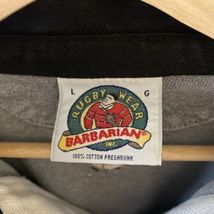 L G
RUGBY WEAR
BARBARIAN
INC.
100% COTTON PRESHRUNK